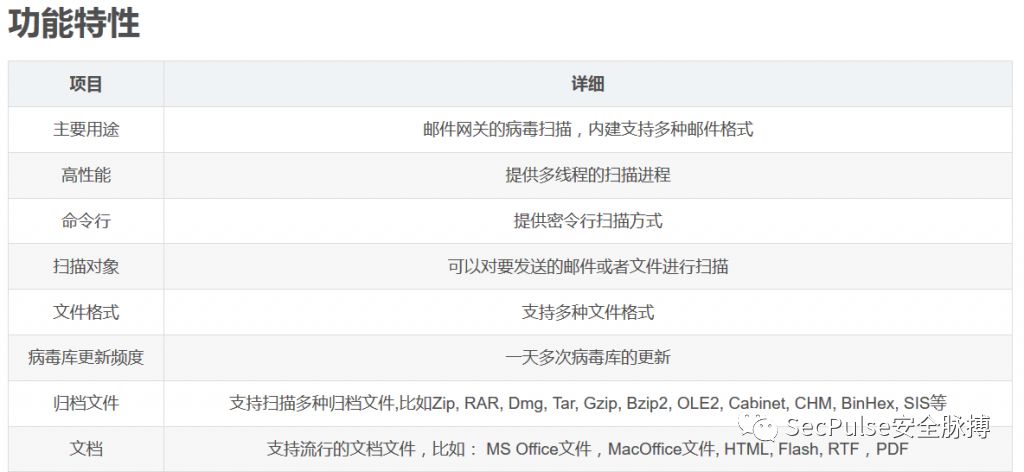 功能特性
项目 详细
主要用途 邮件网关的病毒扫描，内建支持多种邮件格式
高性能 提供多线程的扫描进程
命令行 提供密令行扫描方式
扫描对象 可以对要发送的邮件或者文件进行扫描
文件格式 支持多种文件格式
病毒库更新频度 一天多次病毒库的更新
归档文件 支持扫描多种归档文件,比如Zip, RAR, Dmg, Tar, Gzip, Bzip2, OLE2, Cabinet, CHM, BinHex, SIS等
文档 支持流行的文档文件，比如： MS Office文件，MacOffice文件, HTML, Flash, RTF，PDF
SecPulse安全脉搏